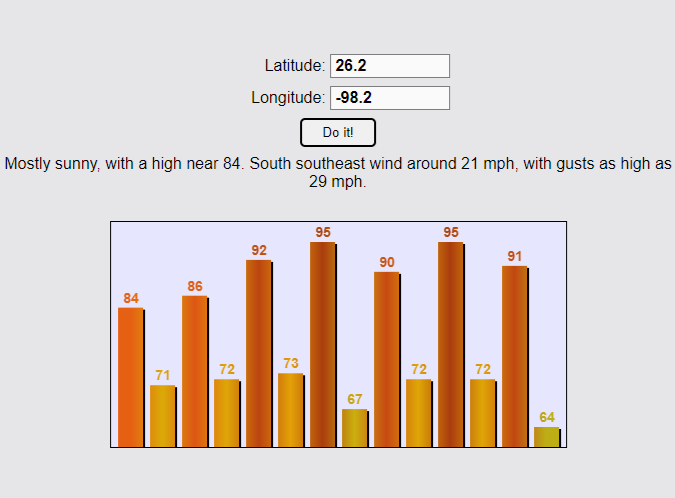 Latitude: 26.2
Longitude: -98.2
Do it!
Mostly sunny, with a high near 84. South southeast wind around 21 mph, with gusts as high as
29 mph.
84 71 86 72 92 73 95 67 90 72 95 72 91 64